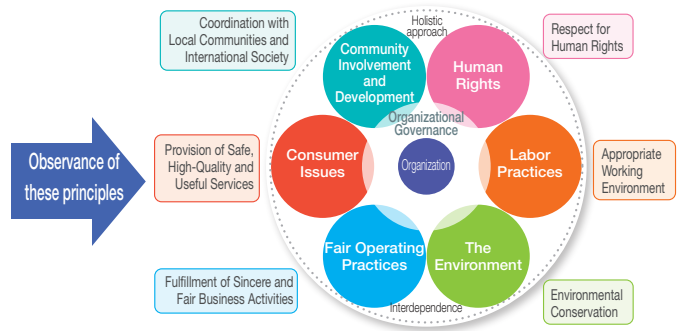 Observance of
these principles
Coordination with
Local Communities and
International Society
Provision of Safe,
High-Quality and
Useful Services
Fulfillment of Sincere and
Fair Business Activities
Holistic
approach
Community
Involvement
and
Development
Human
Rights
Organizational
Governance
Consumer
Issues
Organization
Labor
Practices
Fair Operating
Practices
The
Environment
Interdependence
Respect for
Human Rights
Appropriate
Working
Environment
Environmental
Conservation